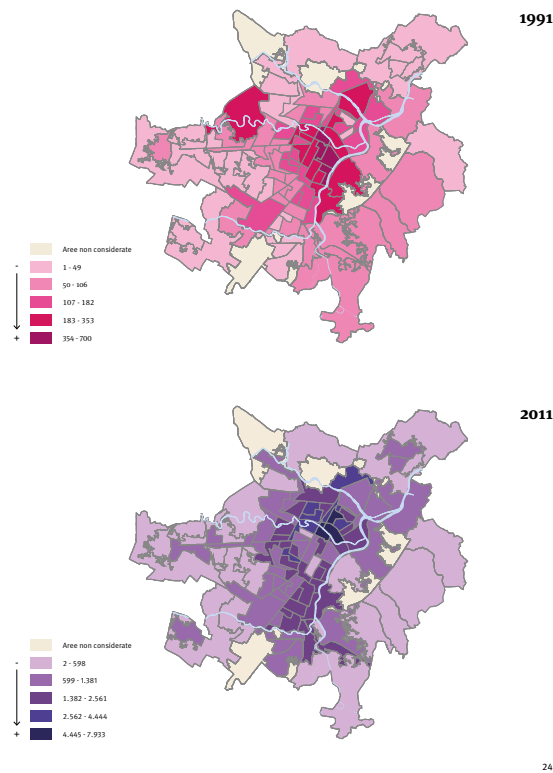 1991
Aree non considerate
-
1 - 49
50 - 106
107 - 182
183 - 353
+
354 - 700
2011
Aree non considerate
-
2 - 598
599 - 1.381
1.382 - 2.561
2.562 - 4.444
+
4.445 - 7.933
24